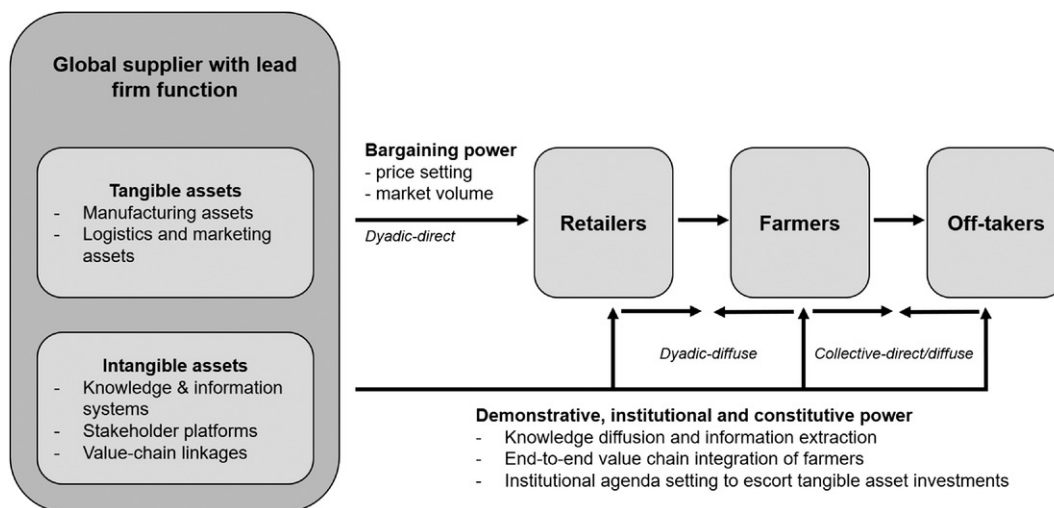 Global supplier with lead
firm function
Tangible assets
- Manufacturing assets
- Logistics and marketing
assets
Intangible assets
- Knowledge & information
systems
- Stakeholder platforms
- Value-chain linkages
Bargaining power
- price setting
- market volume
Dyadic-direct
Retailers
Farmers
Off-takers
Dyadic-diffuse
Collective-direct/diffuse
Demonstrative, institutional and constitutive power
- Knowledge diffusion and information extraction
- End-to-end value chain integration of farmers
- Institutional agenda setting to escort tangible asset investments